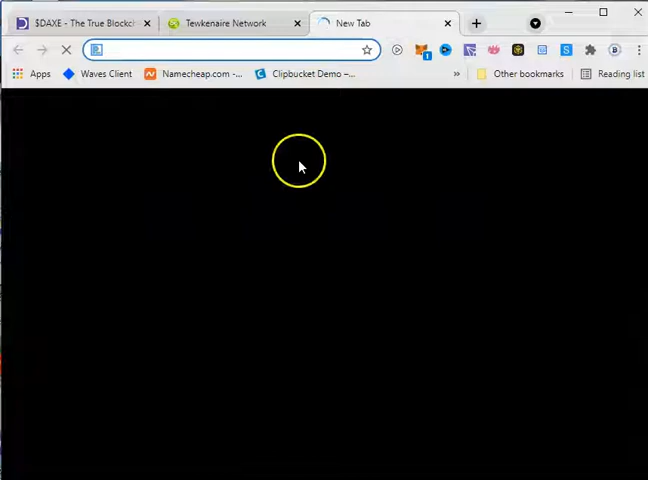 $DAXE - The True Blockch
Tewkenaire Network
New Tab
Apps
Waves Client
Namecheap.com -...
Clipbucket Demo –...
»
Other bookmarks
Reading list